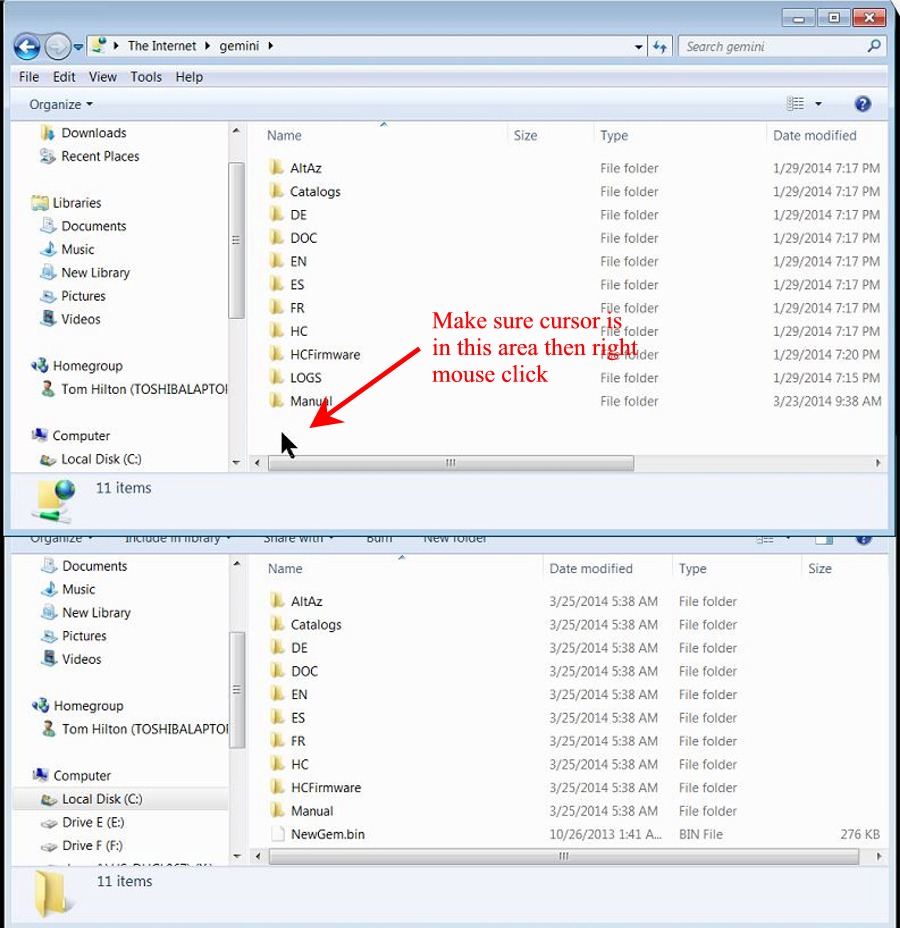 The Internet gemini
Search gemini
File Edit View Tools Help
Organize
Downloads
Recent Places
Libraries
Documents
Music
New Library
Pictures
Videos
Homegroup
Tom Hilton (TOSHIBALAPTO
Computer
Local Disk (C:)
Name Size Type Date modified
AltAz File folder 1/29/2014 7:17 PM
Catalogs File folder 1/29/2014 7:17 PM
DE File folder 1/29/2014 7:17 PM
DOC File folder 1/29/2014 7:17 PM
EN File folder 1/29/2014 7:17 PM
ES File folder 1/29/2014 7:17 PM
FR File folder 1/29/2014 7:17 PM
HC File folder 1/29/2014 7:17 PM
HCFirmware File folder 1/29/2014 7:20 PM
LOGS File folder 1/29/2014 7:15 PM
Manual File folder 3/23/2014 9:38 AM
Make sure cursor is
in this area then right
mouse click
11 items
Organize Include in library Share with Burn New folder
Documents
Music
New Library
Pictures
Videos
Homegroup
Tom Hilton (TOSHIBALAPTO
Computer
Local Disk (C:)
Drive E (E:)
Drive F (F:)
Name Date modified Type Size
AltAz 3/25/2014 5:38 AM File folder
Catalogs 3/25/2014 5:38 AM File folder
DE 3/25/2014 5:38 AM File folder
DOC 3/25/2014 5:38 AM File folder
EN 3/25/2014 5:38 AM File folder
ES 3/25/2014 5:38 AM File folder
FR 3/25/2014 5:38 AM File folder
HC 3/25/2014 5:38 AM File folder
HCFirmware 3/25/2014 5:38 AM File folder
Manual 3/25/2014 5:38 AM File folder
NewGem.bin 10/26/2013 1:41 A... BIN File 276 KB
11 items